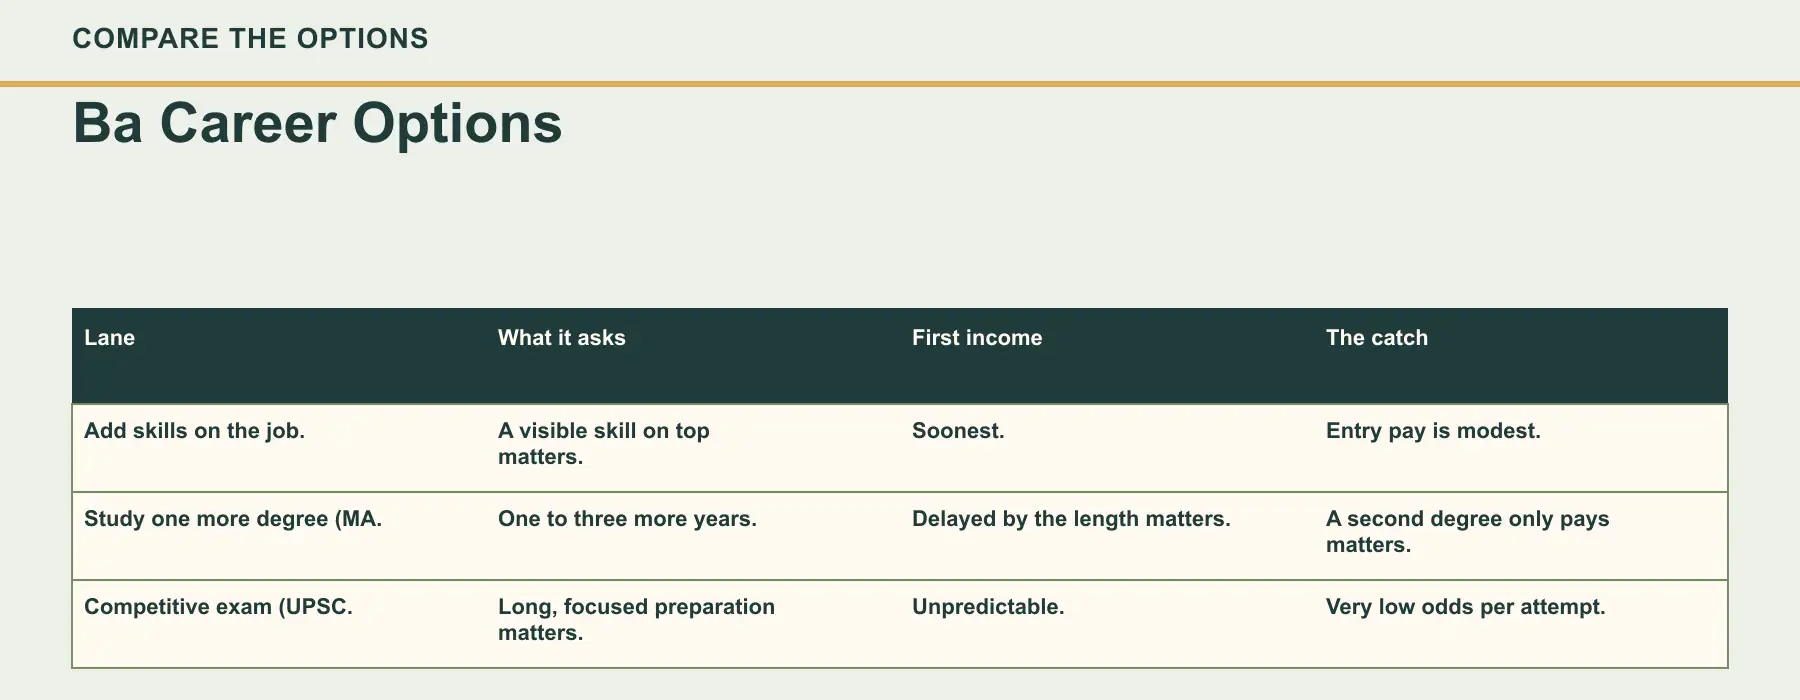 COMPARE THE OPTIONS
Ba Career Options
Lane
What it asks
First income
The catch
Add skills on the job.
A visible skill on top
matters.
Soonest.
Entry pay is modest.
Study one more degree (MA.
One to three more years.
Delayed by the length matters.
A second degree only pays
matters.
Competitive exam (UPSC.
Long, focused preparation
matters.
Unpredictable.
Very low odds per attempt.